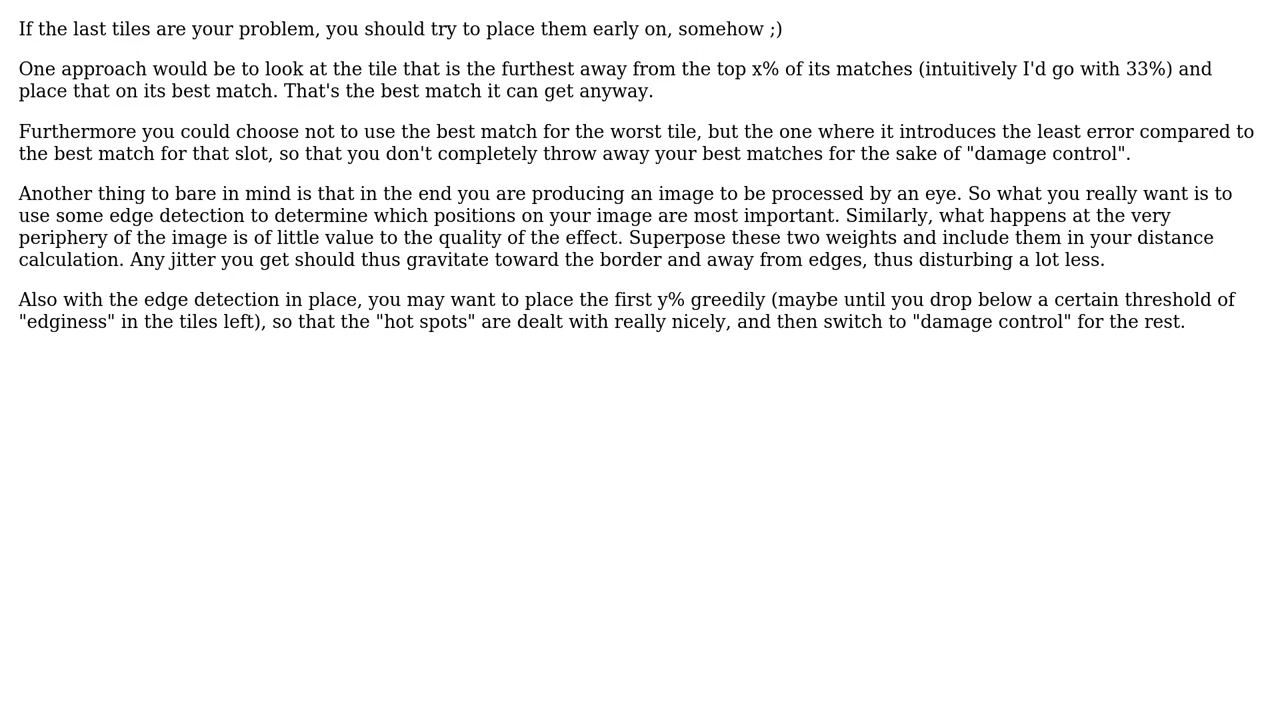 If the last tiles are your problem, you should try to place them early on, somehow ;)
One approach would be to look at the tile that is the furthest away from the top x% of its matches (intuitively I'd go with 33%) and
place that on its best match. That's the best match it can get anyway.
Furthermore you could choose not to use the best match for the worst tile, but the one where it introduces the least error compared to
the best match for that slot, so that you don't completely throw away your best matches for the sake of "damage control".
Another thing to bare in mind is that in the end you are producing an image to be processed by an eye. So what you really want is to
use some edge detection to determine which positions on your image are most important. Similarly, what happens at the very
periphery of the image is of little value to the quality of the effect. Superpose these two weights and include them in your distance
calculation. Any jitter you get should thus gravitate toward the border and away from edges, thus disturbing a lot less.
Also with the edge detection in place, you may want to place the first y% greedily (maybe until you drop below a certain threshold of
"edginess" in the tiles left), so that the "hot spots" are dealt with really nicely, and then switch to "damage control" for the rest.